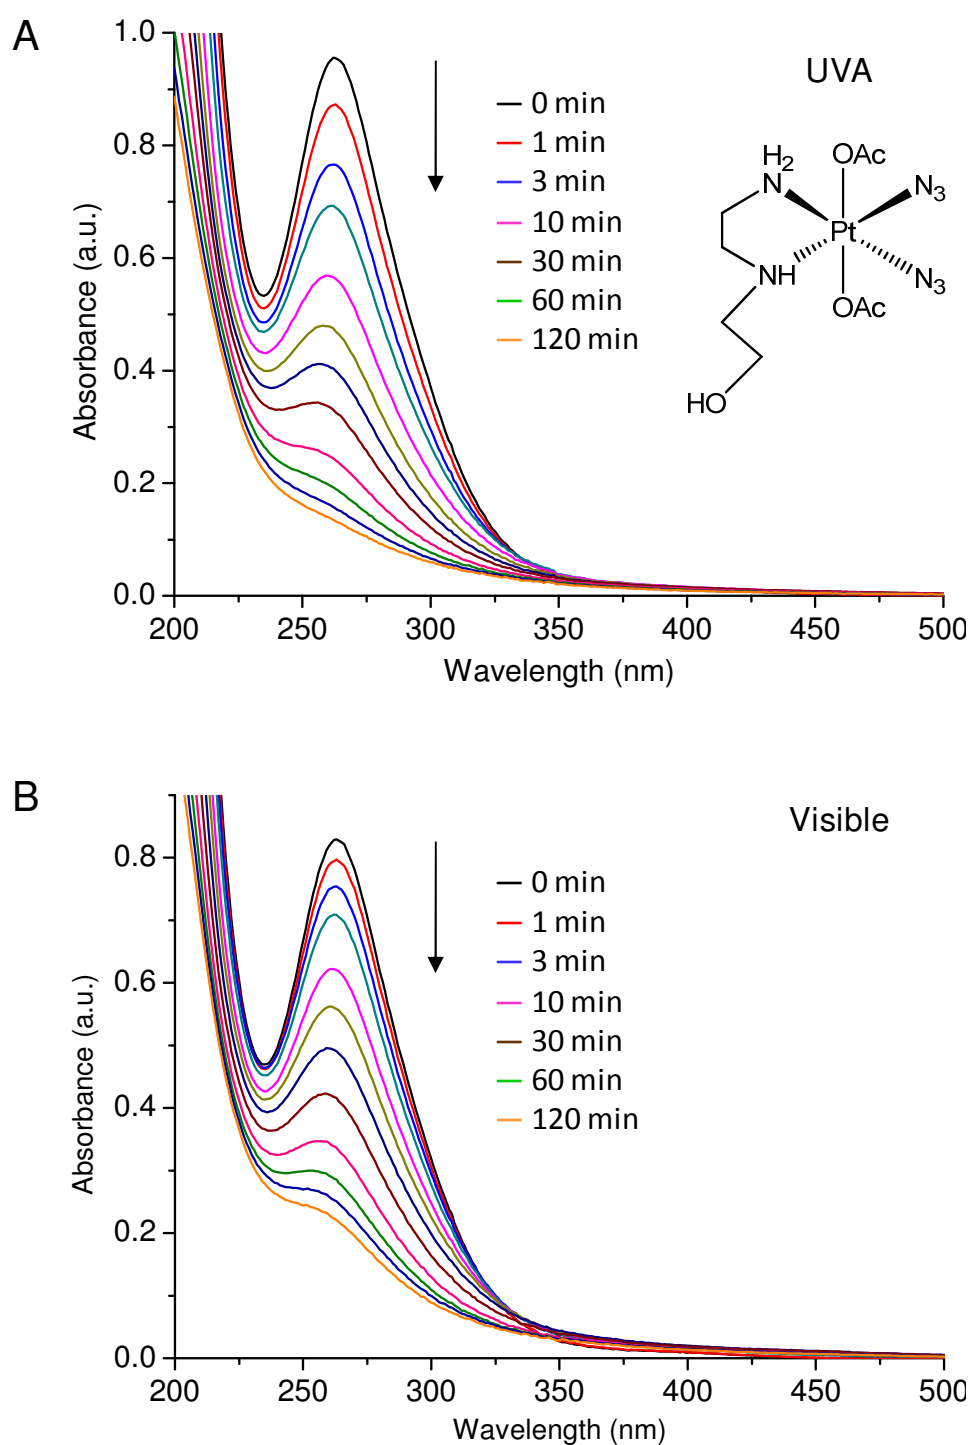 A
UVA
1.0
0.8
0.6
0.4
0.2
0.0
Absorbance (a.u.)
200 250 300 350 400 450 500
Wavelength (nm)
0 min
1 min
3 min
10 min
30 min
60 min
120 min
H2
N
OAc
N3
Pt
NH
N3
OAc
HO
B
Visible
0.8
0.6
0.4
0.2
0.0
Absorbance (a.u.)
200 250 300 350 400 450 500
Wavelength (nm)
0 min
1 min
3 min
10 min
30 min
60 min
120 min